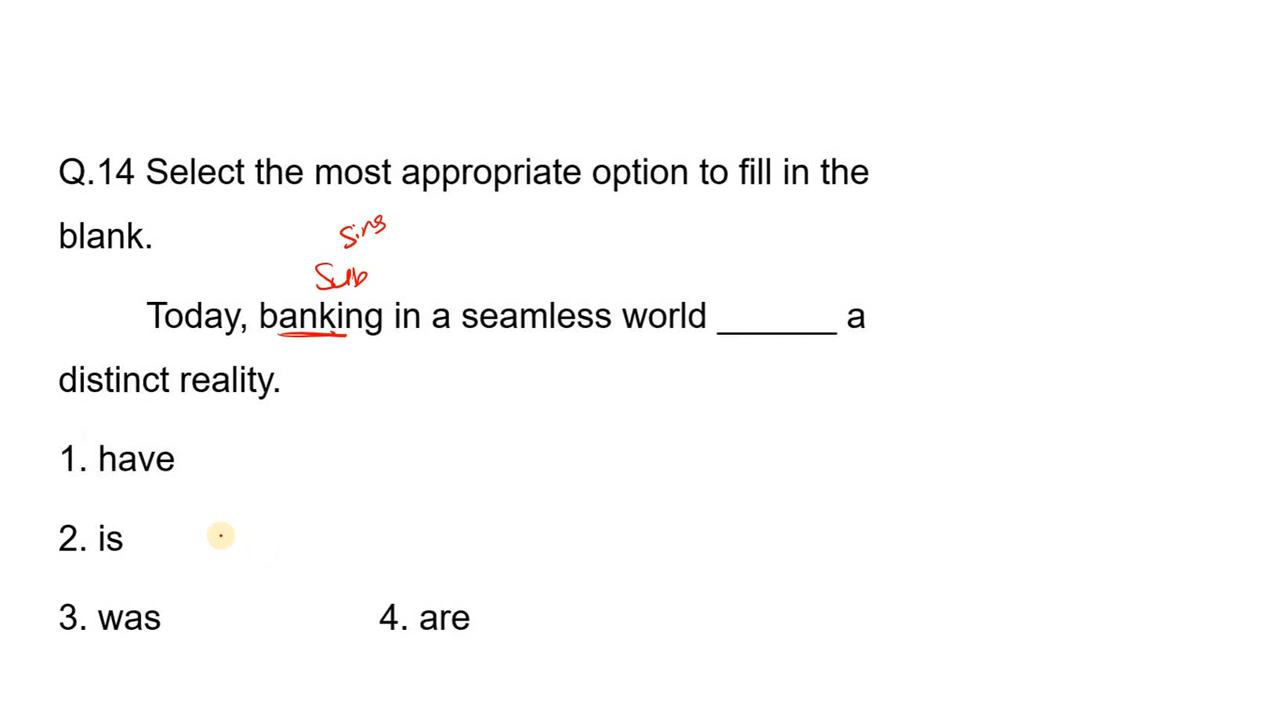 Q.14 Select the most appropriate option to fill in the
blank.
Sing
Sub
Today, banking in a seamless world ______ a
distinct reality.
1. have
2. is
3. was 4. are